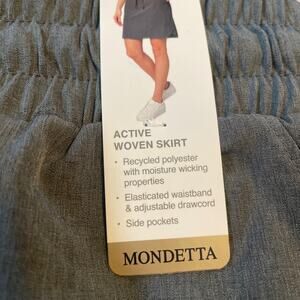 ACTIVE
WOVEN SKIRT
• Recycled polyester
with moisture wicking
properties
• Elasticated waistband
& adjustable drawcord
• Side pockets
MONDETTA